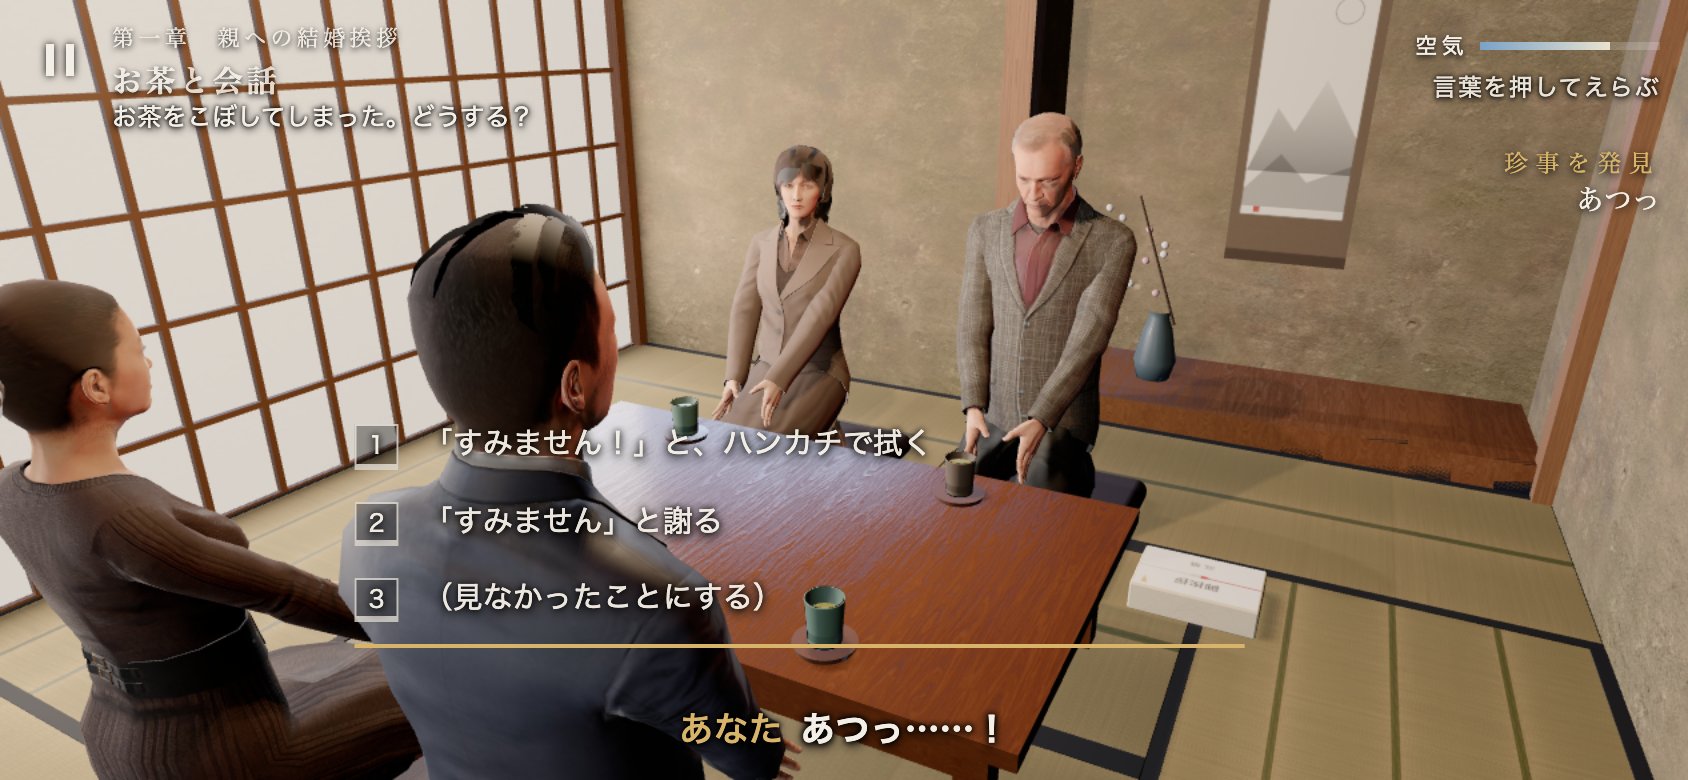 第一章 親への結婚挨拶
お茶と会話
お茶をこぼしてしまった。どうする？
空気
言葉を押してえらぶ
珍事を発見
あつっ
1 「すみません！」と、ハンカチで拭く
2 「すみません」と謝る
3 （見なかったことにする）
あなた あつっ……！